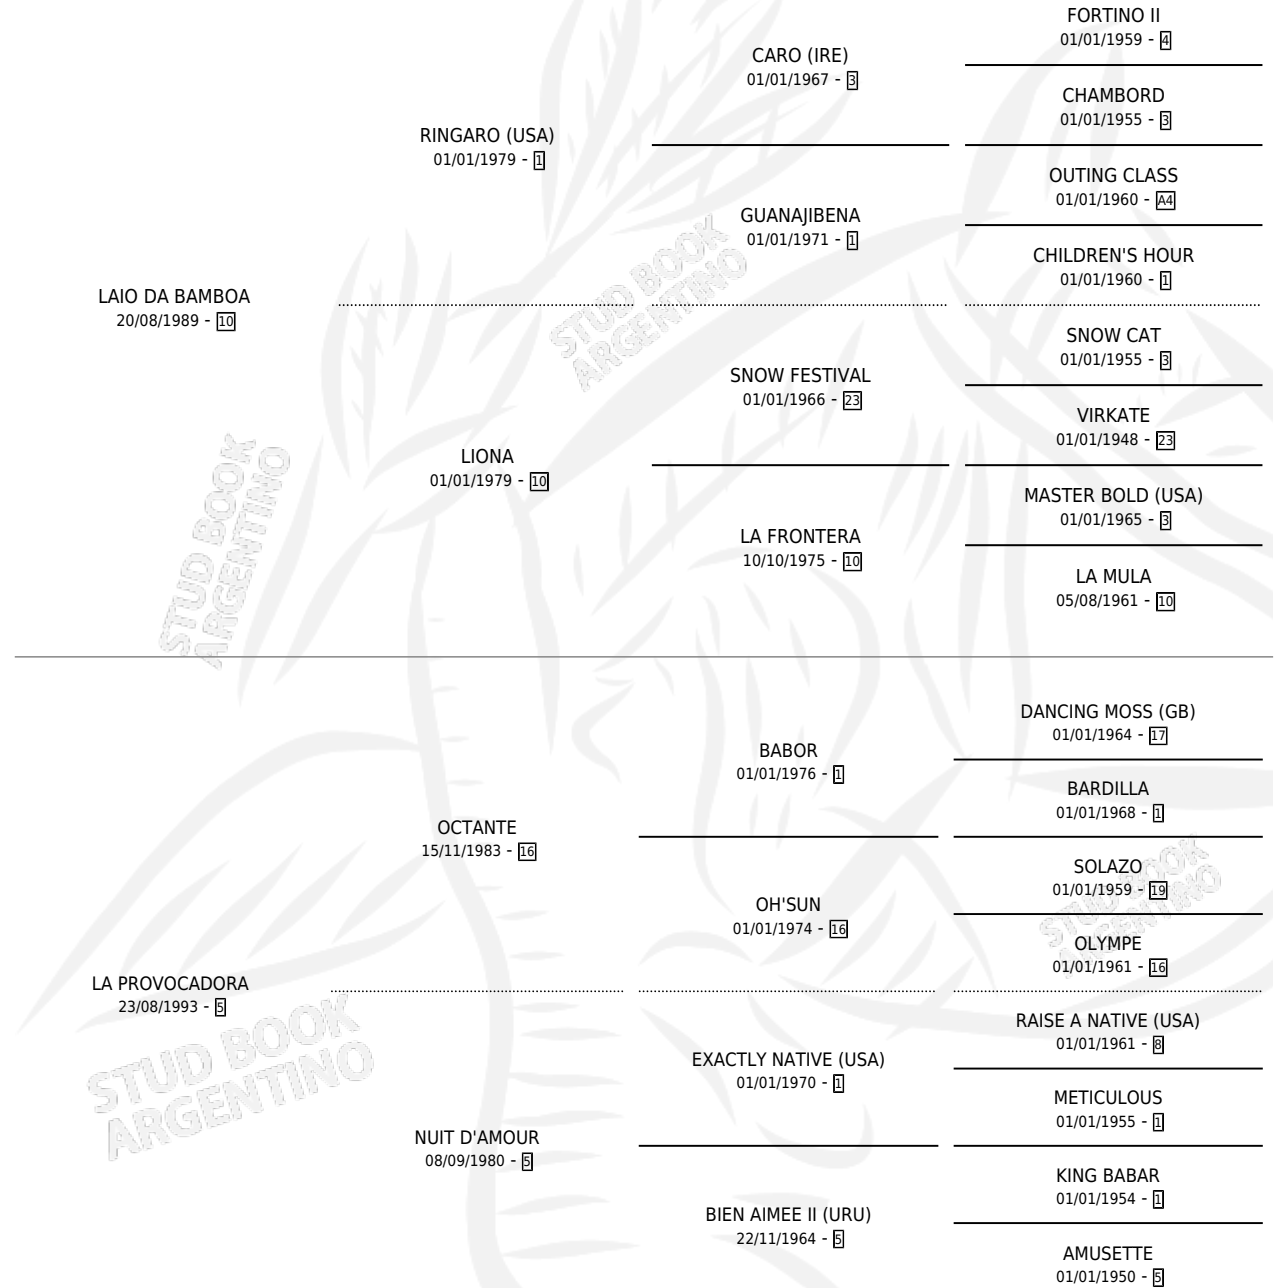 FORTINO II
01/01/1959 - 4
CARO (IRE)
01/01/1967 - 3
CHAMBORD
01/01/1955 - 3
RINGARO (USA)
01/01/1979 - 1
OUTING CLASS
01/01/1960 - A4
GUANAJIBENA
01/01/1971 - 1
CHILDREN'S HOUR
01/01/1960 - 1
LAIO DA BAMBOA
20/08/1989 - 10
STUD BOOK
ARGENTINO
SNOW CAT
01/01/1955 - 3
SNOW FESTIVAL
01/01/1966 - 23
VIRKATE
01/01/1948 - 23
LIONA
01/01/1979 - 10
MASTER BOLD (USA)
01/01/1965 - 3
LA FRONTERA
10/10/1975 - 10
LA MULA
05/08/1961 - 10
STUD BOOK
ARGENTINO
DANCING MOSS (GB)
01/01/1964 - 17
BABOR
01/01/1976 - 1
BARDILLA
01/01/1968 - 1
OCTANTE
15/11/1983 - 16
SOLAZO
01/01/1959 - 19
OH'SUN
01/01/1974 - 16
OLYMPE
01/01/1961 - 16
STUD BOOK
ARGENTINO
LA PROVOCADORA
23/08/1993 - 5
RAISE A NATIVE (USA)
01/01/1961 - 8
EXACTLY NATIVE (USA)
01/01/1970 - 1
METICULOUS
01/01/1955 - 1
STUD BOOK
ARGENTINO
NUIT D'AMOUR
08/09/1980 - 5
KING BABAR
01/01/1954 - 1
BIEN AIMEE II (URU)
22/11/1964 - 5
AMUSETTE
01/01/1950 - 5